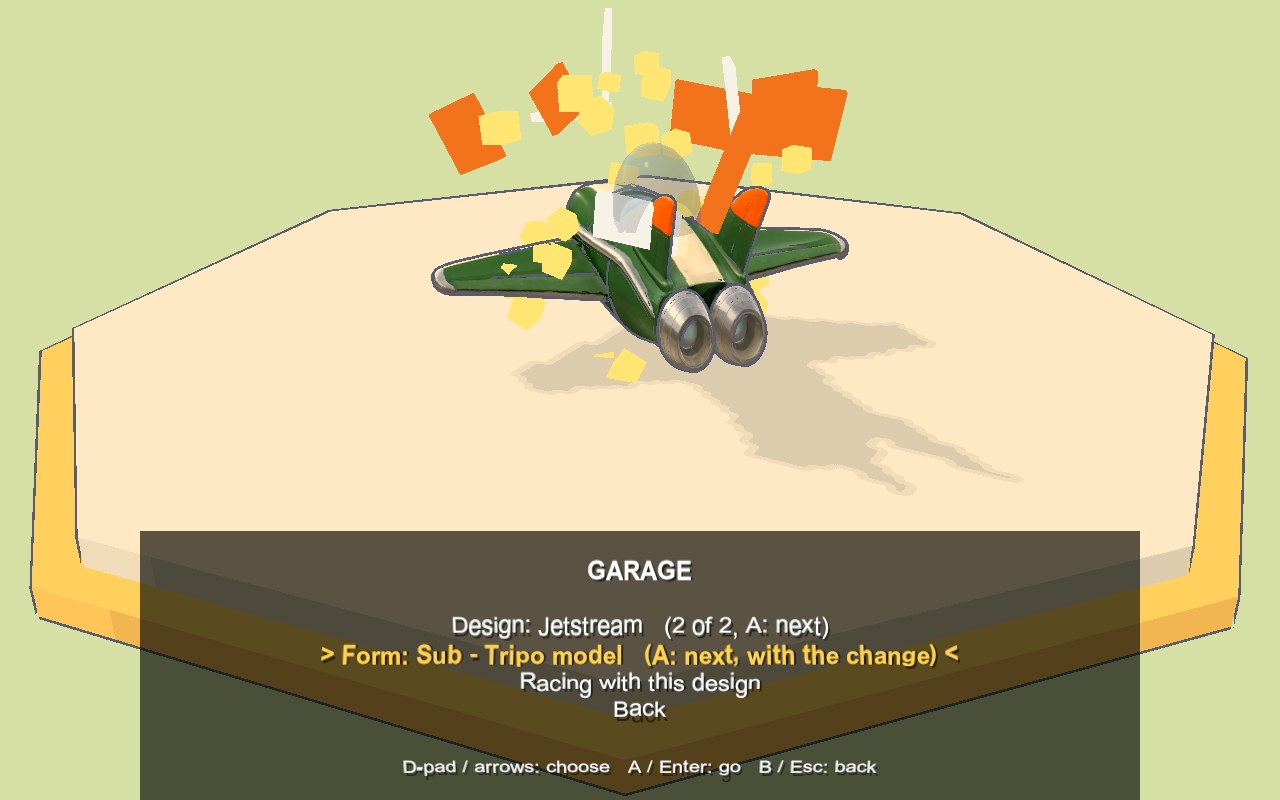 GARAGE
Design: Jetstream (2 of 2, A: next)
> Form: Sub - Tripo model (A: next, with the change) <
Racing with this design
Back
D-pad / arrows: choose A / Enter: go B / Esc: back